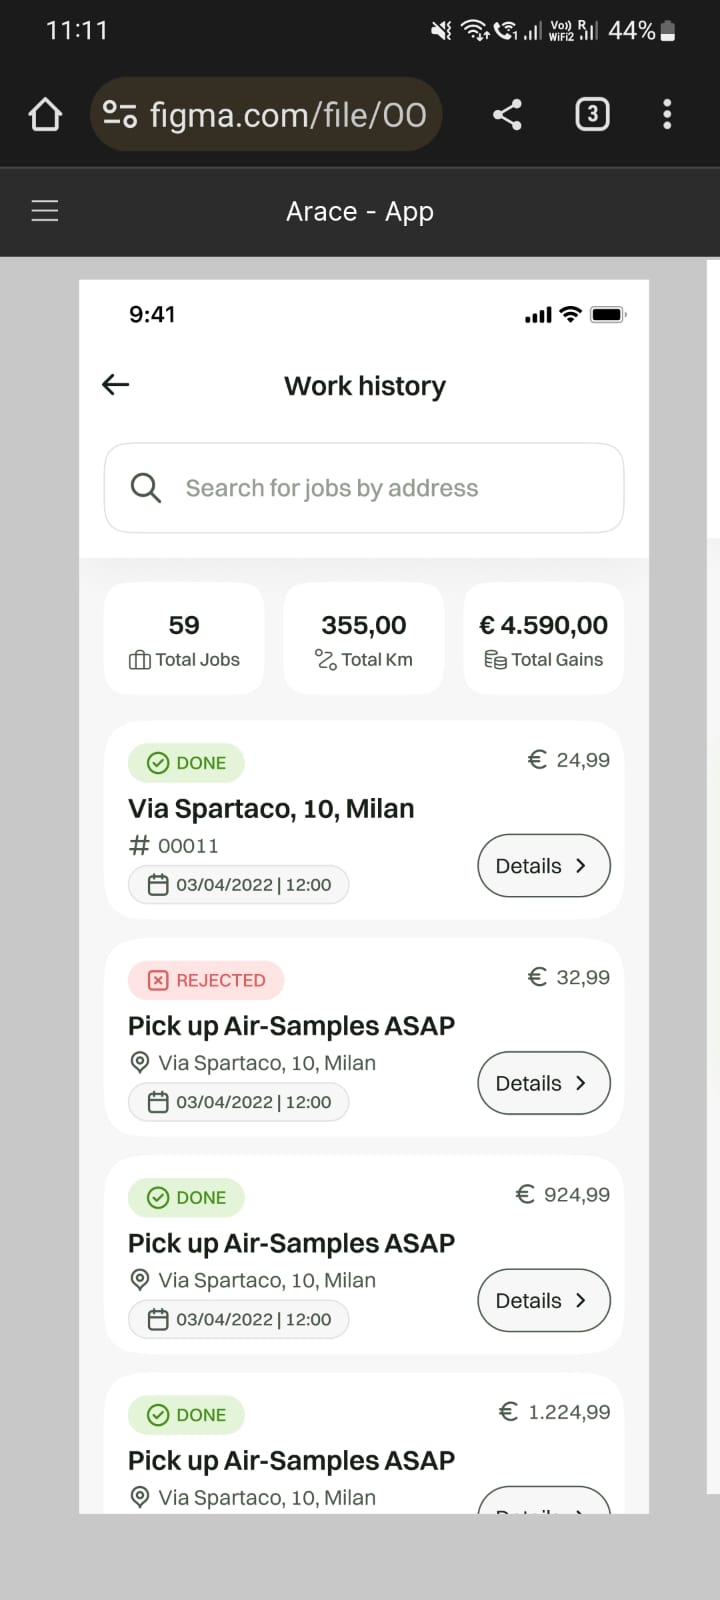 11:11
Vo)) WiFi2 R 44%
figma.com/file/OO
3
Arace - App
9:41
Work history
Search for jobs by address
59 355,00 € 4.590,00
Total Jobs Total Km Total Gains
DONE € 24,99
Via Spartaco, 10, Milan
# 00011
Details
03/04/2022 | 12:00
REJECTED € 32,99
Pick up Air-Samples ASAP
Via Spartaco, 10, Milan
Details
03/04/2022 | 12:00
DONE € 924,99
Pick up Air-Samples ASAP
Via Spartaco, 10, Milan
Details
03/04/2022 | 12:00
DONE € 1.224,99
Pick up Air-Samples ASAP
Via Spartaco, 10, Milan